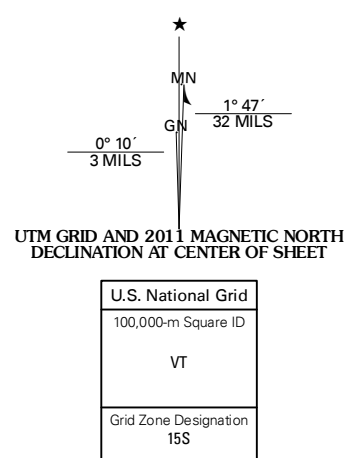 ★
MN
1° 47´
32 MILS
GN
0° 10´
3 MILS
UTM GRID AND 2011 MAGNETIC NORTH
DECLINATION AT CENTER OF SHEET
U.S. National Grid
100,000-m Square ID
VT
Grid Zone Designation
15S